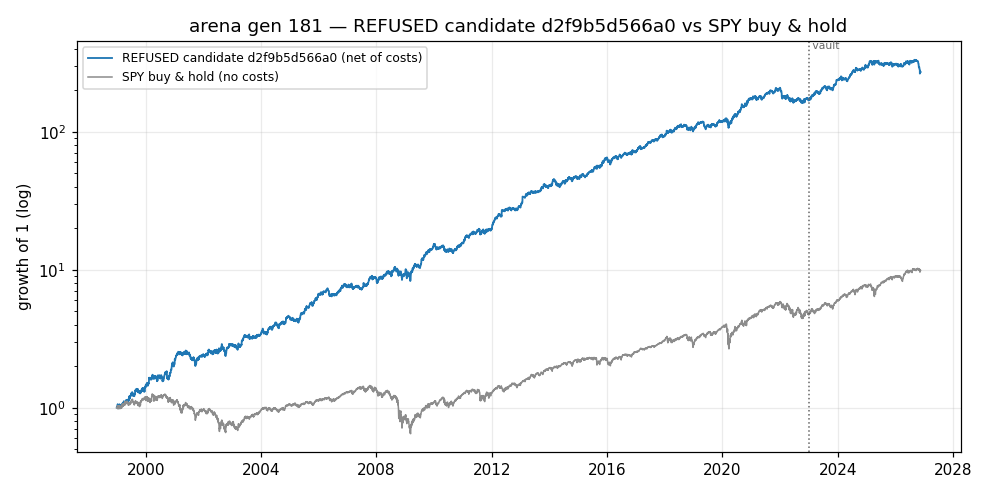 arena gen 181 — REFUSED candidate d2f9b5d566a0 vs SPY buy & hold
vault
REFUSED candidate d2f9b5d566a0 (net of costs)
SPY buy & hold (no costs)
growth of 1 (log)
10²
10¹
10⁰
2000 2004 2008 2012 2016 2020 2024 2028